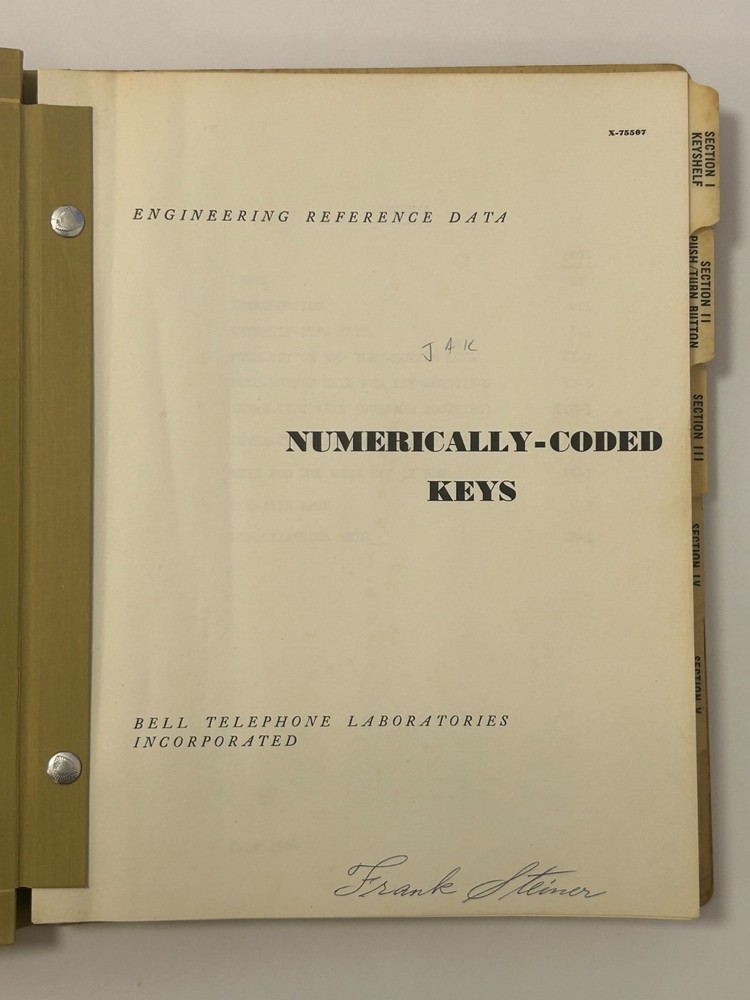 X-75507
ENGINEERING REFERENCE DATA
JAK
NUMERICALLY-CODED
KEYS
BELL TELEPHONE LABORATORIES
INCORPORATED
Frank Steiner
SECTION I
KEYSHELF
SECTION II
PUSH/TURN BUTTON
SECTION III
SECTION IV
SECTION V